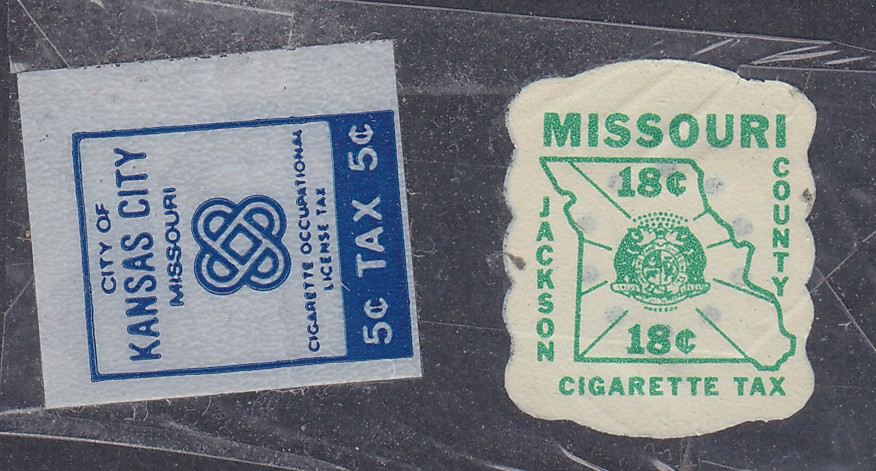 CITY OF
KANSAS CITY
MISSOURI
CIGARETTE OCCUPATIONAL
LICENSE TAX
5¢ TAX 5¢
MISSOURI
18¢
JACKSON
COUNTY
18¢
CIGARETTE TAX